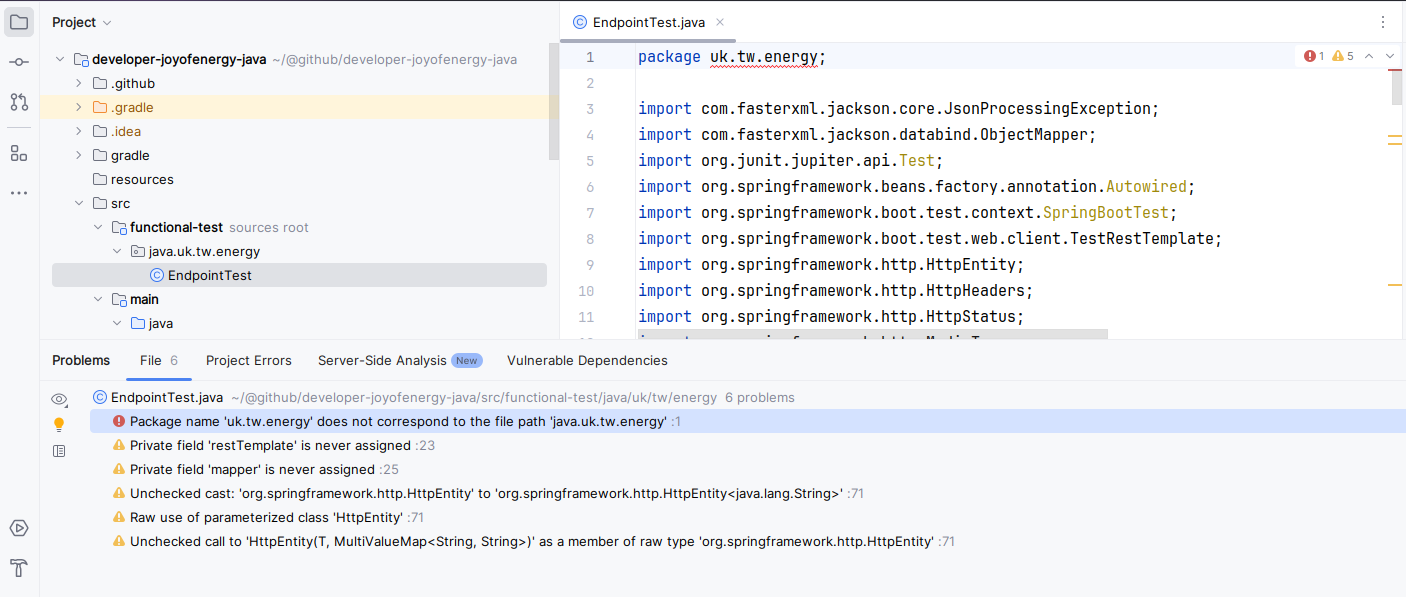 Project
developer-joyofenergy-java ~/@github/developer-joyofenergy-java
.github
.gradle
.idea
gradle
resources
src
functional-test sources root
java.uk.tw.energy
EndpointTest
main
java
EndpointTest.java
1 package uk.tw.energy;
1 5
2
3 import com.fasterxml.jackson.core.JsonProcessingException;
4 import com.fasterxml.jackson.databind.ObjectMapper;
5 import org.junit.jupiter.api.Test;
6 import org.springframework.beans.factory.annotation.Autowired;
7 import org.springframework.boot.test.context.SpringBootTest;
8 import org.springframework.boot.test.web.client.TestRestTemplate;
9 import org.springframework.http.HttpEntity;
10 import org.springframework.http.HttpHeaders;
11 import org.springframework.http.HttpStatus;
Problems File 6 Project Errors Server-Side Analysis New Vulnerable Dependencies
EndpointTest.java ~/@github/developer-joyofenergy-java/src/functional-test/java/uk/tw/energy 6 problems
Package name 'uk.tw.energy' does not correspond to the file path 'java.uk.tw.energy' :1
Private field 'restTemplate' is never assigned :23
Private field 'mapper' is never assigned :25
Unchecked cast: 'org.springframework.http.HttpEntity' to 'org.springframework.http.HttpEntity<java.lang.String>' :71
Raw use of parameterized class 'HttpEntity' :71
Unchecked call to 'HttpEntity(T, MultiValueMap<String, String>)' as a member of raw type 'org.springframework.http.HttpEntity' :71